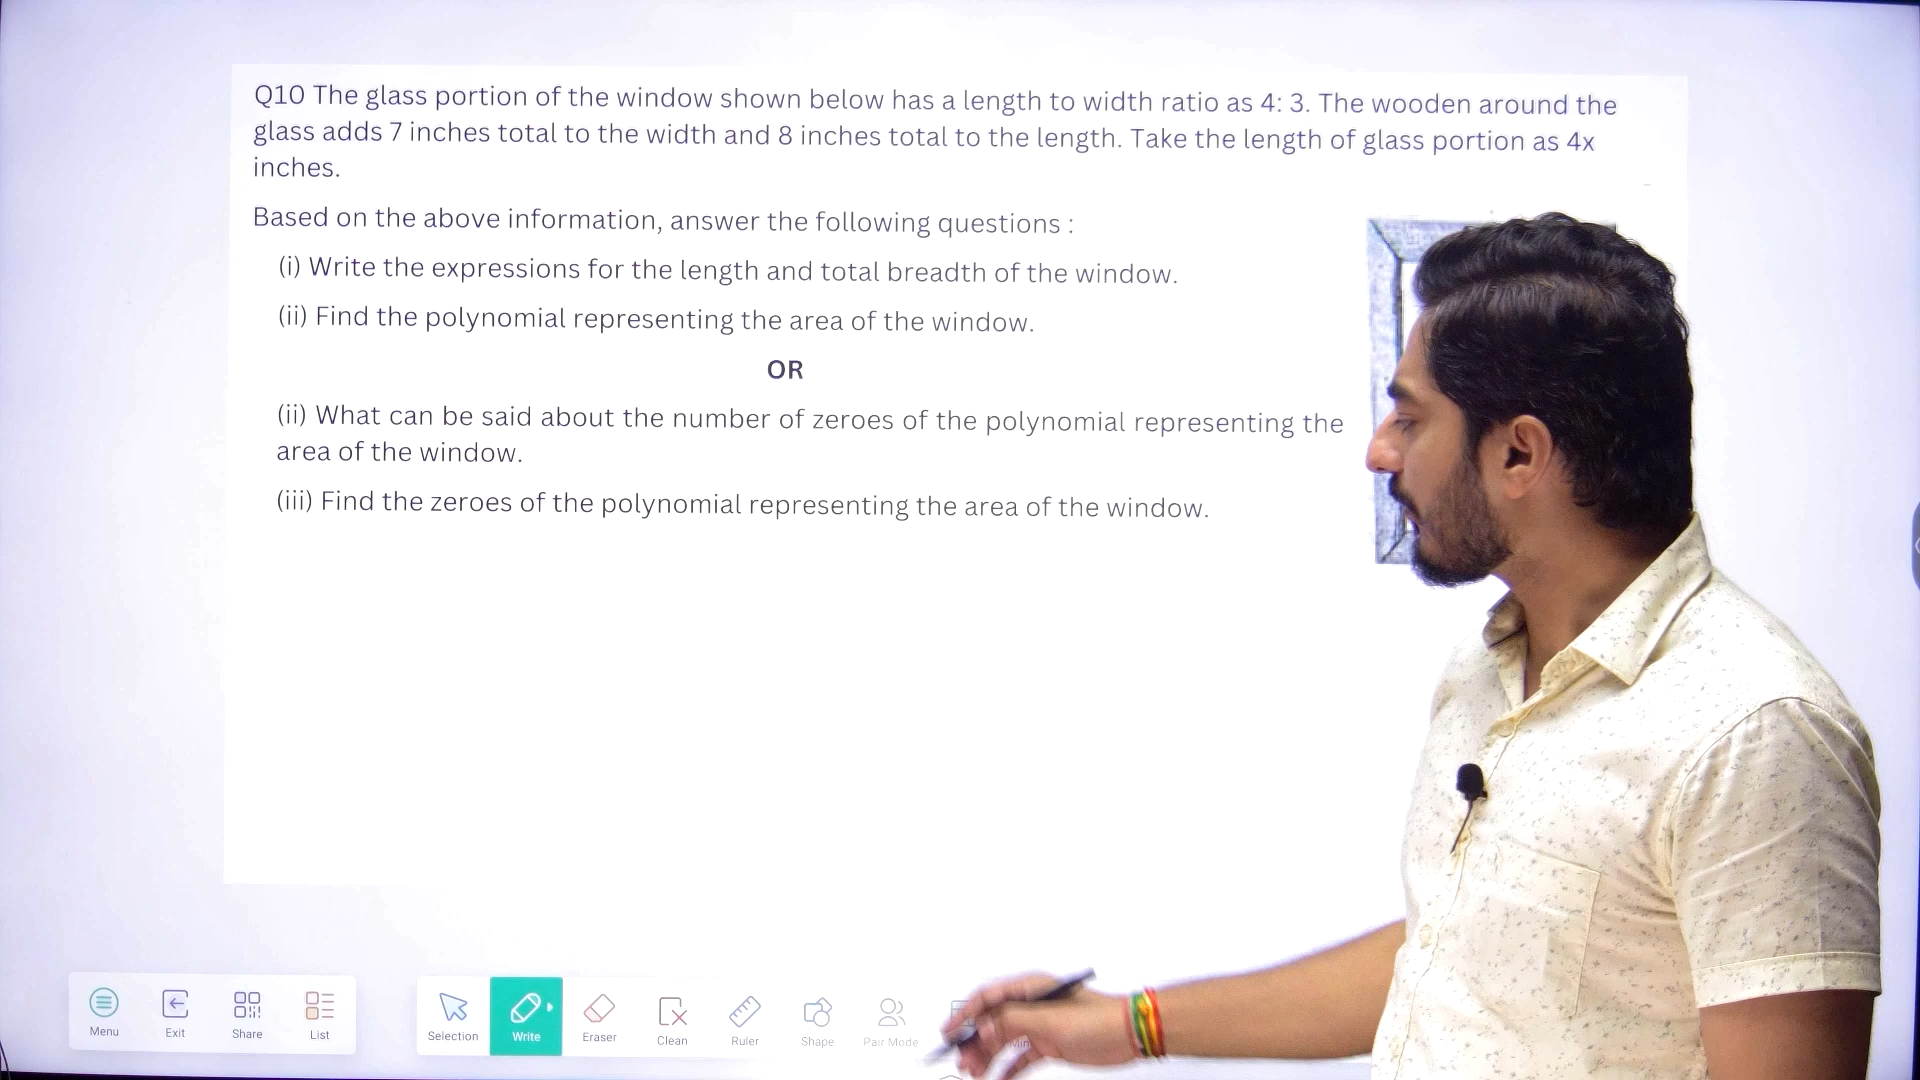 Q10 The glass portion of the window shown below has a length to width ratio as 4: 3. The wooden around the
glass adds 7 inches total to the width and 8 inches total to the length. Take the length of glass portion as 4x
inches.
Based on the above information, answer the following questions :
(i) Write the expressions for the length and total breadth of the window.
(ii) Find the polynomial representing the area of the window.
OR
(ii) What can be said about the number of zeroes of the polynomial representing the
area of the window.
(iii) Find the zeroes of the polynomial representing the area of the window.
Menu Exit Share List Selection Write Eraser Clean Ruler Shape Pair Mode